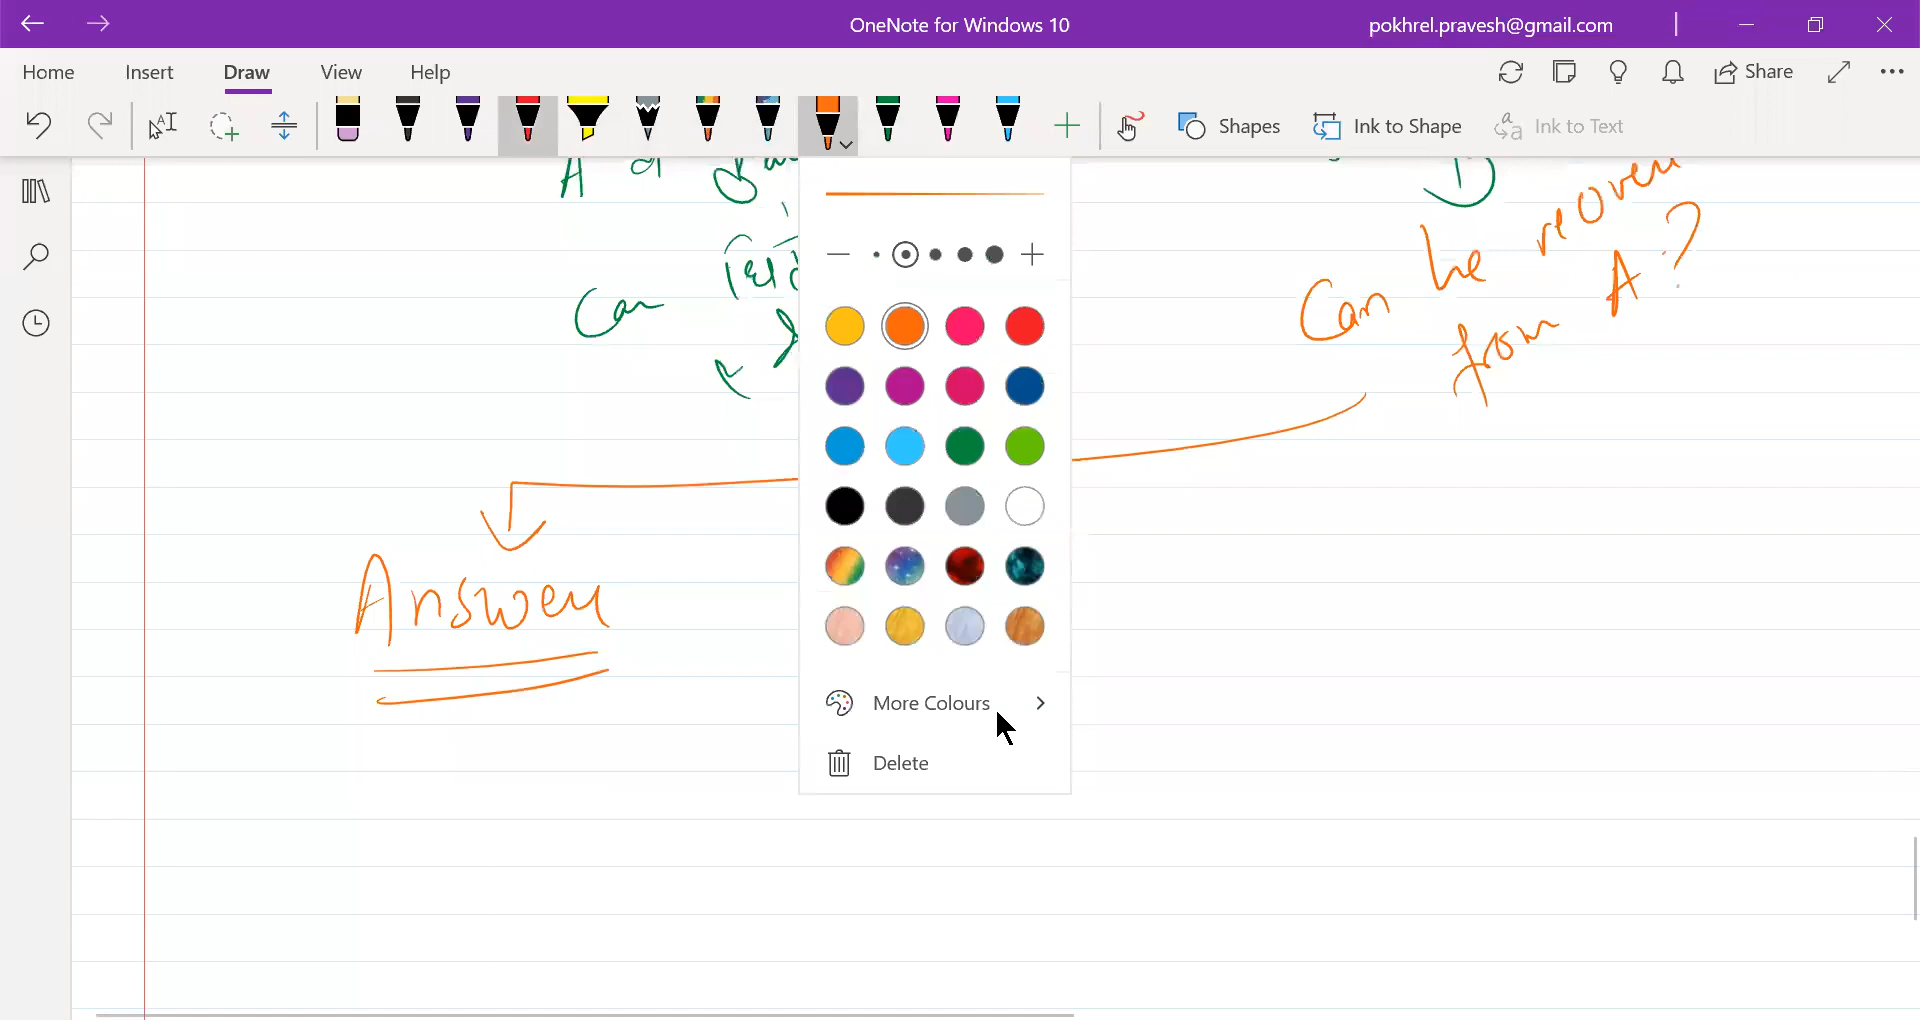 OneNote for Windows 10
pokhrel.pravesh@gmail.com
Home Insert Draw View Help
Share
Shapes Ink to Shape Ink to Text
A
D
Can
Can be
from A?
Answer
More Colours
Delete